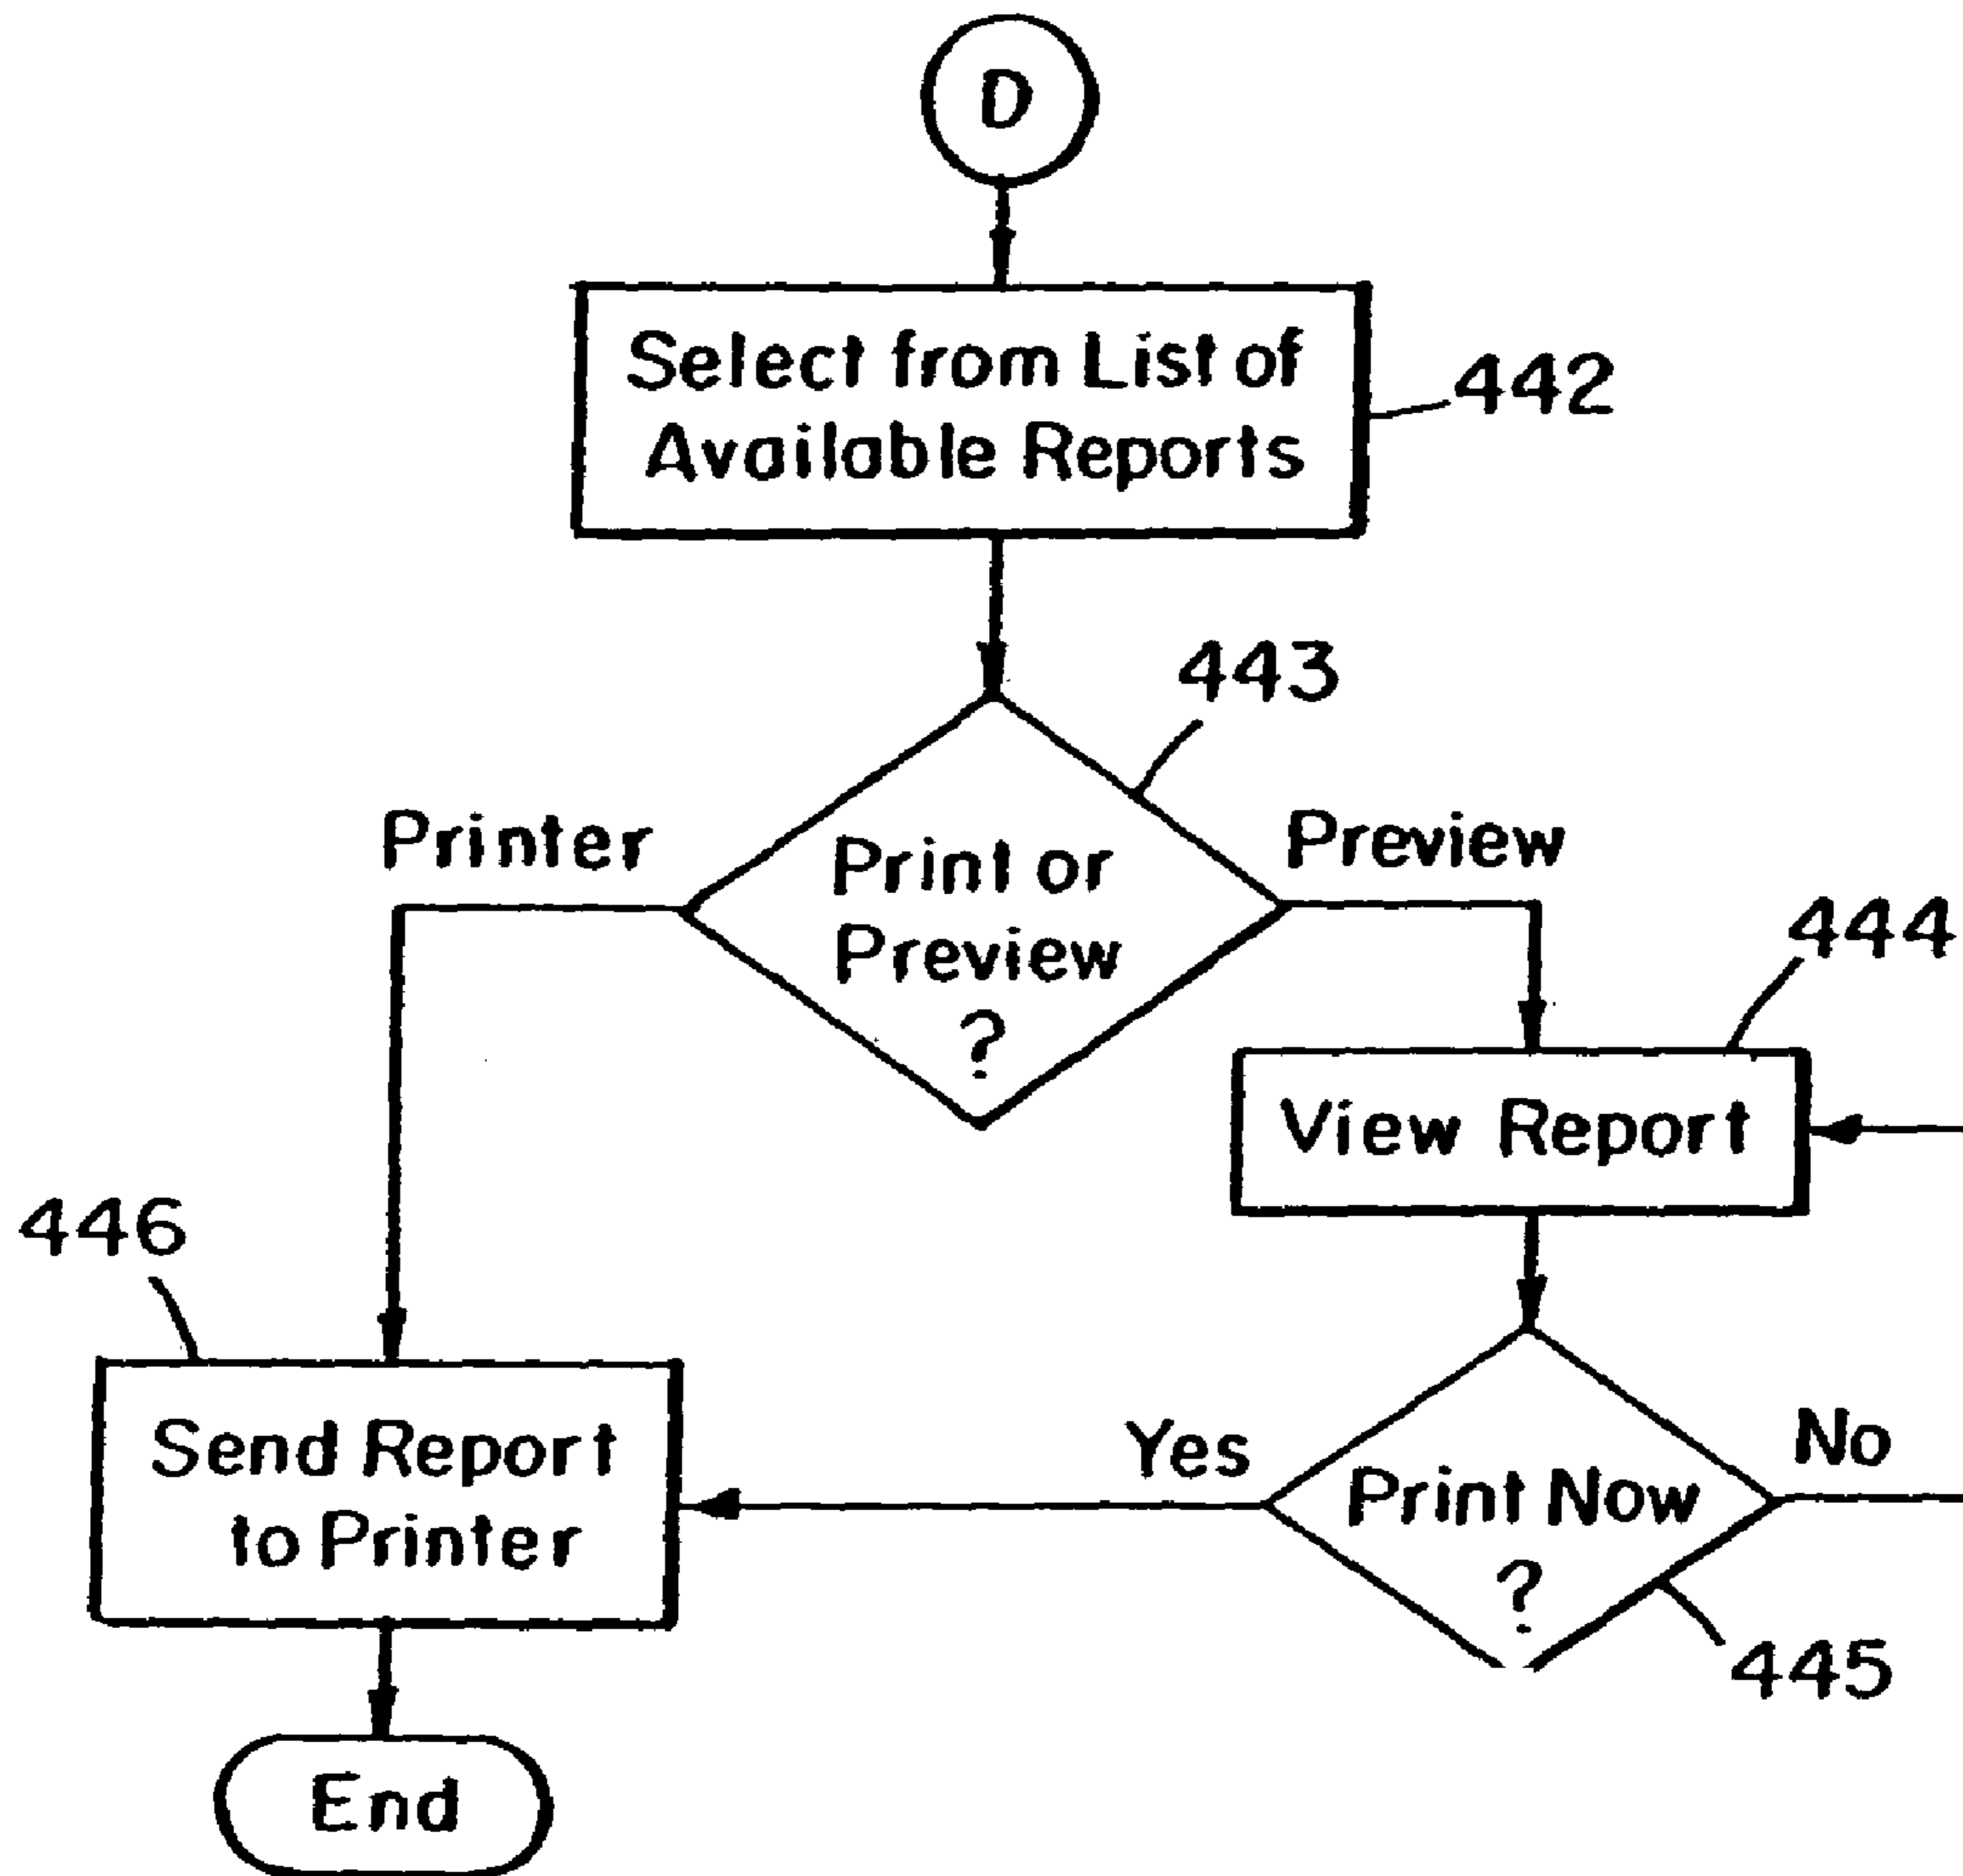 D
Select from List of
Available Reports
442
443
Printer
Print or
Preview
?
Preview
444
View Report
446
Send Report
to Printer
Yes
Print Now
?
No
445
End